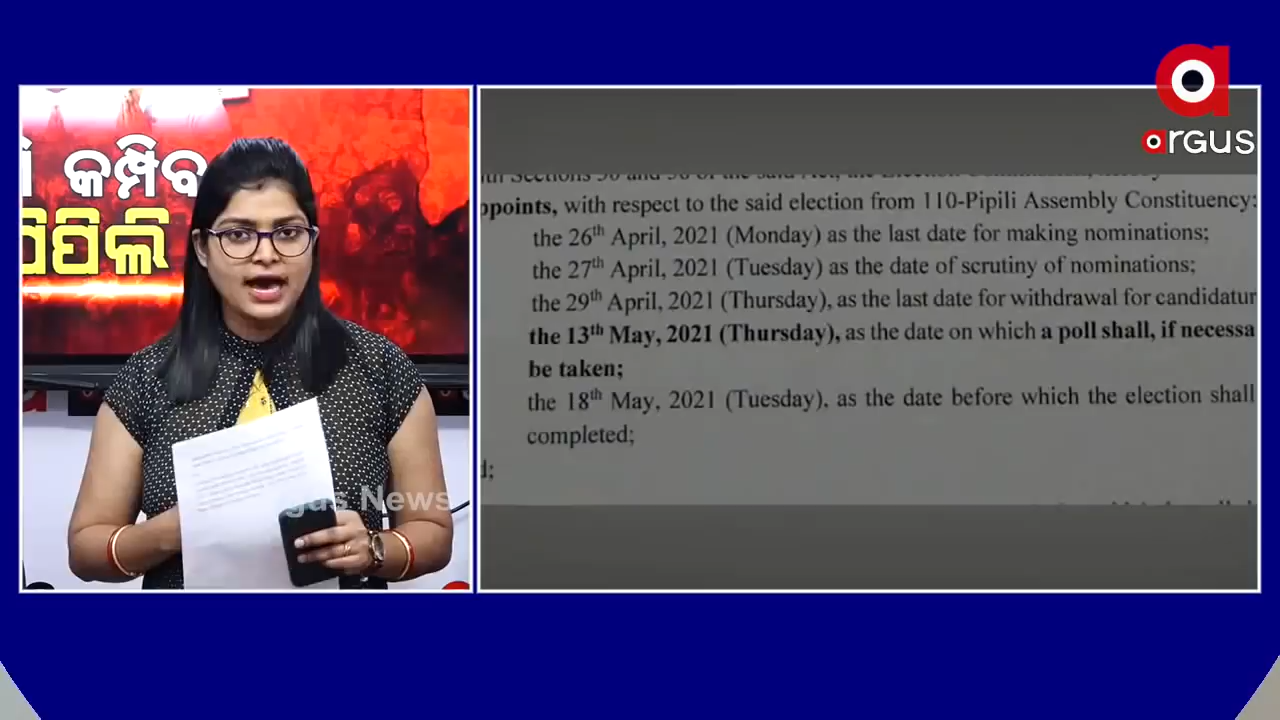 argus
କମ୍ପିବ
ପିପିଲି
Argus News
ppoints, with respect to the said election from 110-Pipili Assembly Constituency:
the 26th April, 2021 (Monday) as the last date for making nominations;
the 27th April, 2021 (Tuesday) as the date of scrutiny of nominations;
the 29th April, 2021 (Thursday), as the last date for withdrawal for candidatur
the 13th May, 2021 (Thursday), as the date on which a poll shall, if necessa
be taken;
the 18th May, 2021 (Tuesday), as the date before which the election shall
completed;
d;